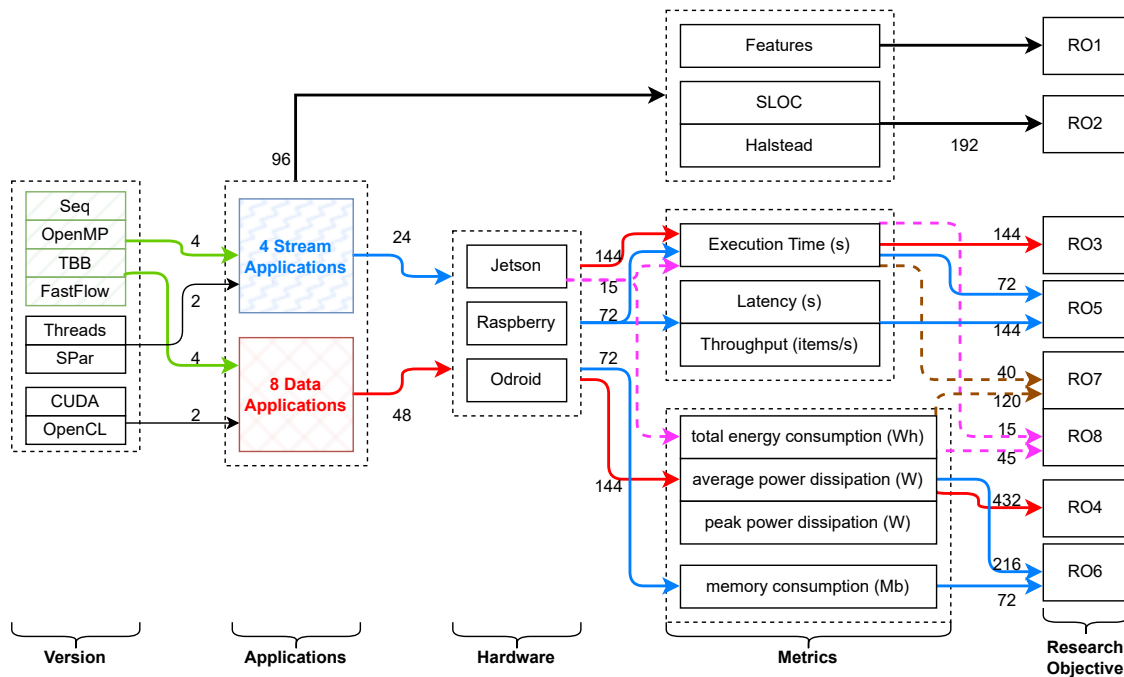 Features
RO1
SLOC
Halstead
RO2
96
192
Seq
OpenMP
TBB
FastFlow
4
2
4 Stream
Applications
24
Threads
SPar
4
CUDA
OpenCL
2
8 Data
Applications
48
Jetson
Raspberry
Odroid
144
15
72
72
144
Execution Time (s)
144
RO3
Latency (s)
Throughput (items/s)
72
144
RO5
40
120
RO7
total energy consumption (Wh)
15
45
RO8
average power dissipation (W)
peak power dissipation (W)
432
RO4
memory consumption (Mb)
216
72
RO6
Version
Applications
Hardware
Metrics
Research
Objective